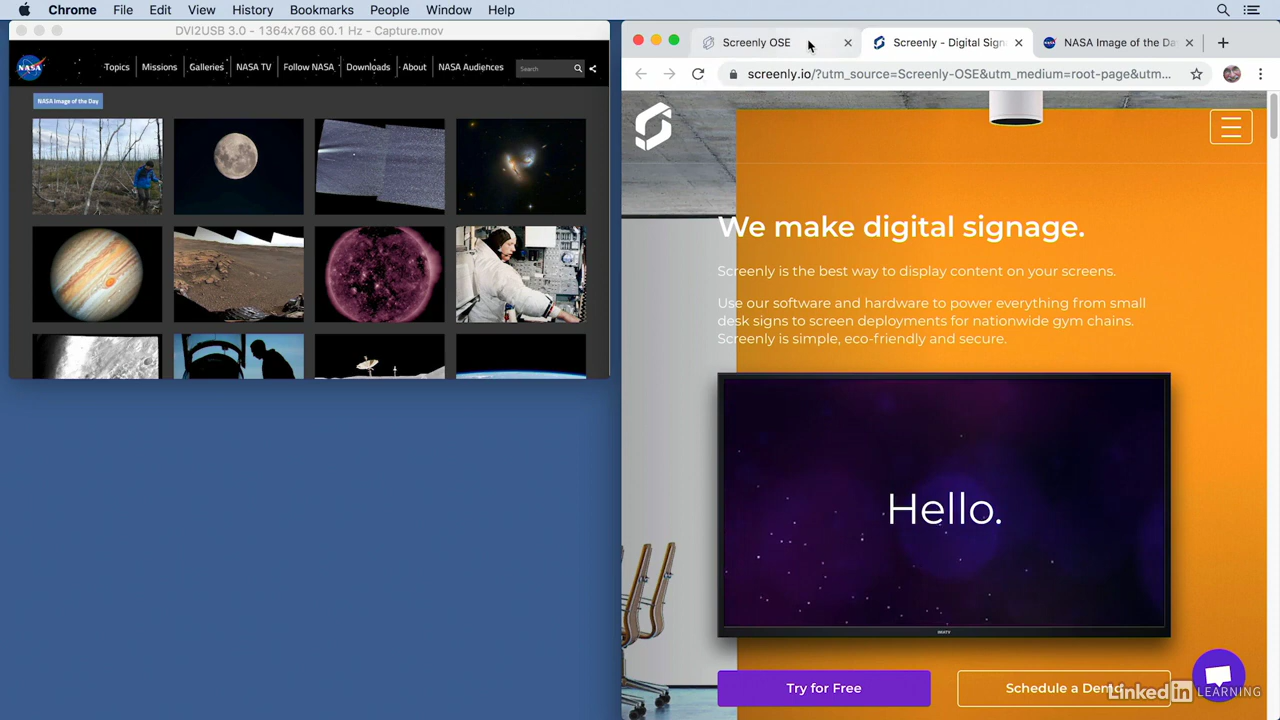 Chrome File Edit View History Bookmarks People Window Help
DVI2USB 3.0 - 1364x768 60.1 Hz - Capture.mov
NASA
Topics Missions Galleries NASA TV Follow NASA Downloads About NASA Audiences Search
NASA Image of the Day
Screenly OSE
Screenly - Digital Sign
NASA Image of the Da
screenly.io/?utm_source=Screenly-OSE&utm_medium=root-page&utm...
We make digital signage.
Screenly is the best way to display content on your screens.
Use our software and hardware to power everything from small
desk signs to screen deployments for nationwide gym chains.
Screenly is simple, eco-friendly and secure.
Hello.
Try for Free
Schedule a Demo
LinkedIn LEARNING